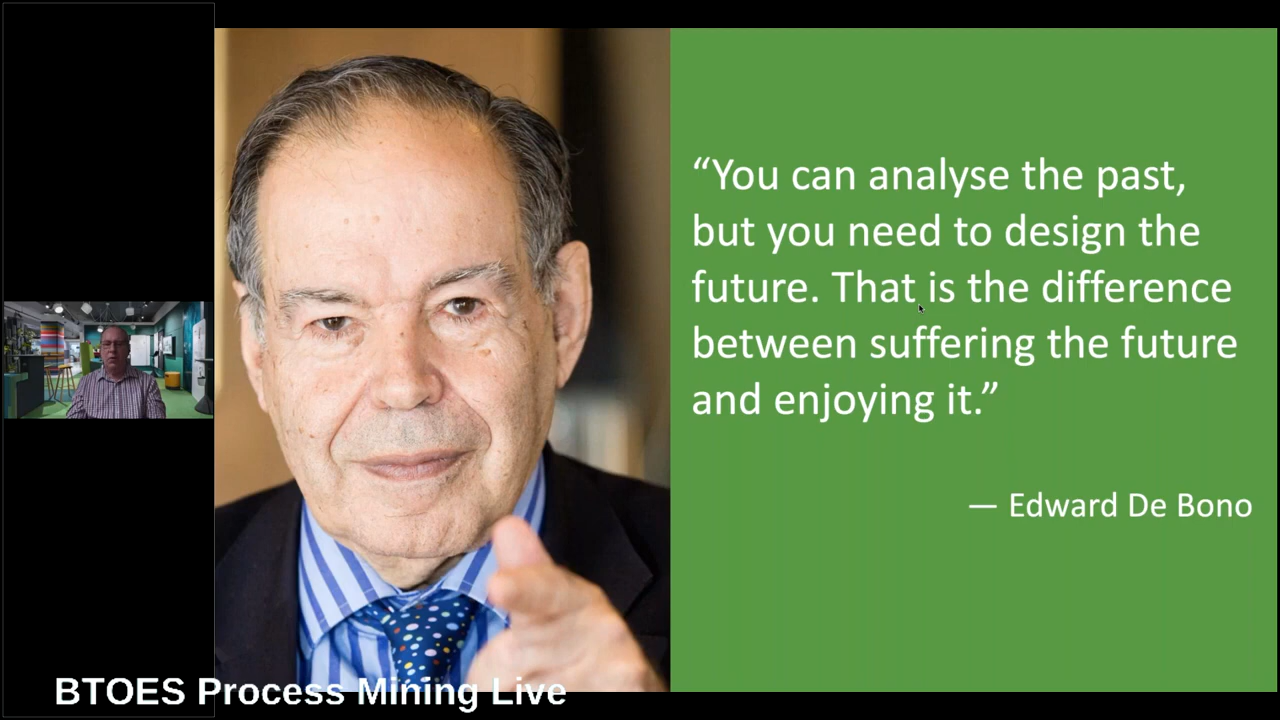 “You can analyse the past,
but you need to design the
future. That is the difference
between suffering the future
and enjoying it.”
— Edward De Bono
BTOES Process Mining Live